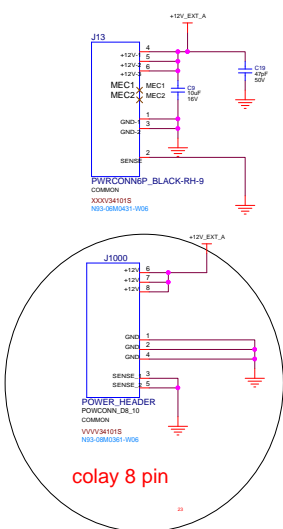 +12V_EXT_A
J13
+12V-1 4
+12V-2 5
+12V-3 6
MEC1 MEC1
MEC2 MEC2
GND-1 1
GND-2 3
SENSE 2
C9
10uF
16V
C19
47pF
50V
PWRCONN6P_BLACK-RH-9
COMMON
XXXV34101S
N93-06M0431-W06
+12V_EXT_A
J1000
+12V 6
+12V 7
+12V 8
GND 1
GND 2
GND 4
SENSE_1 3
SENSE_2 5
POWER_HEADER
POWCONN_D8_10
COMMON
VVVV34101S
N93-08M0361-W06
colay 8 pin
23